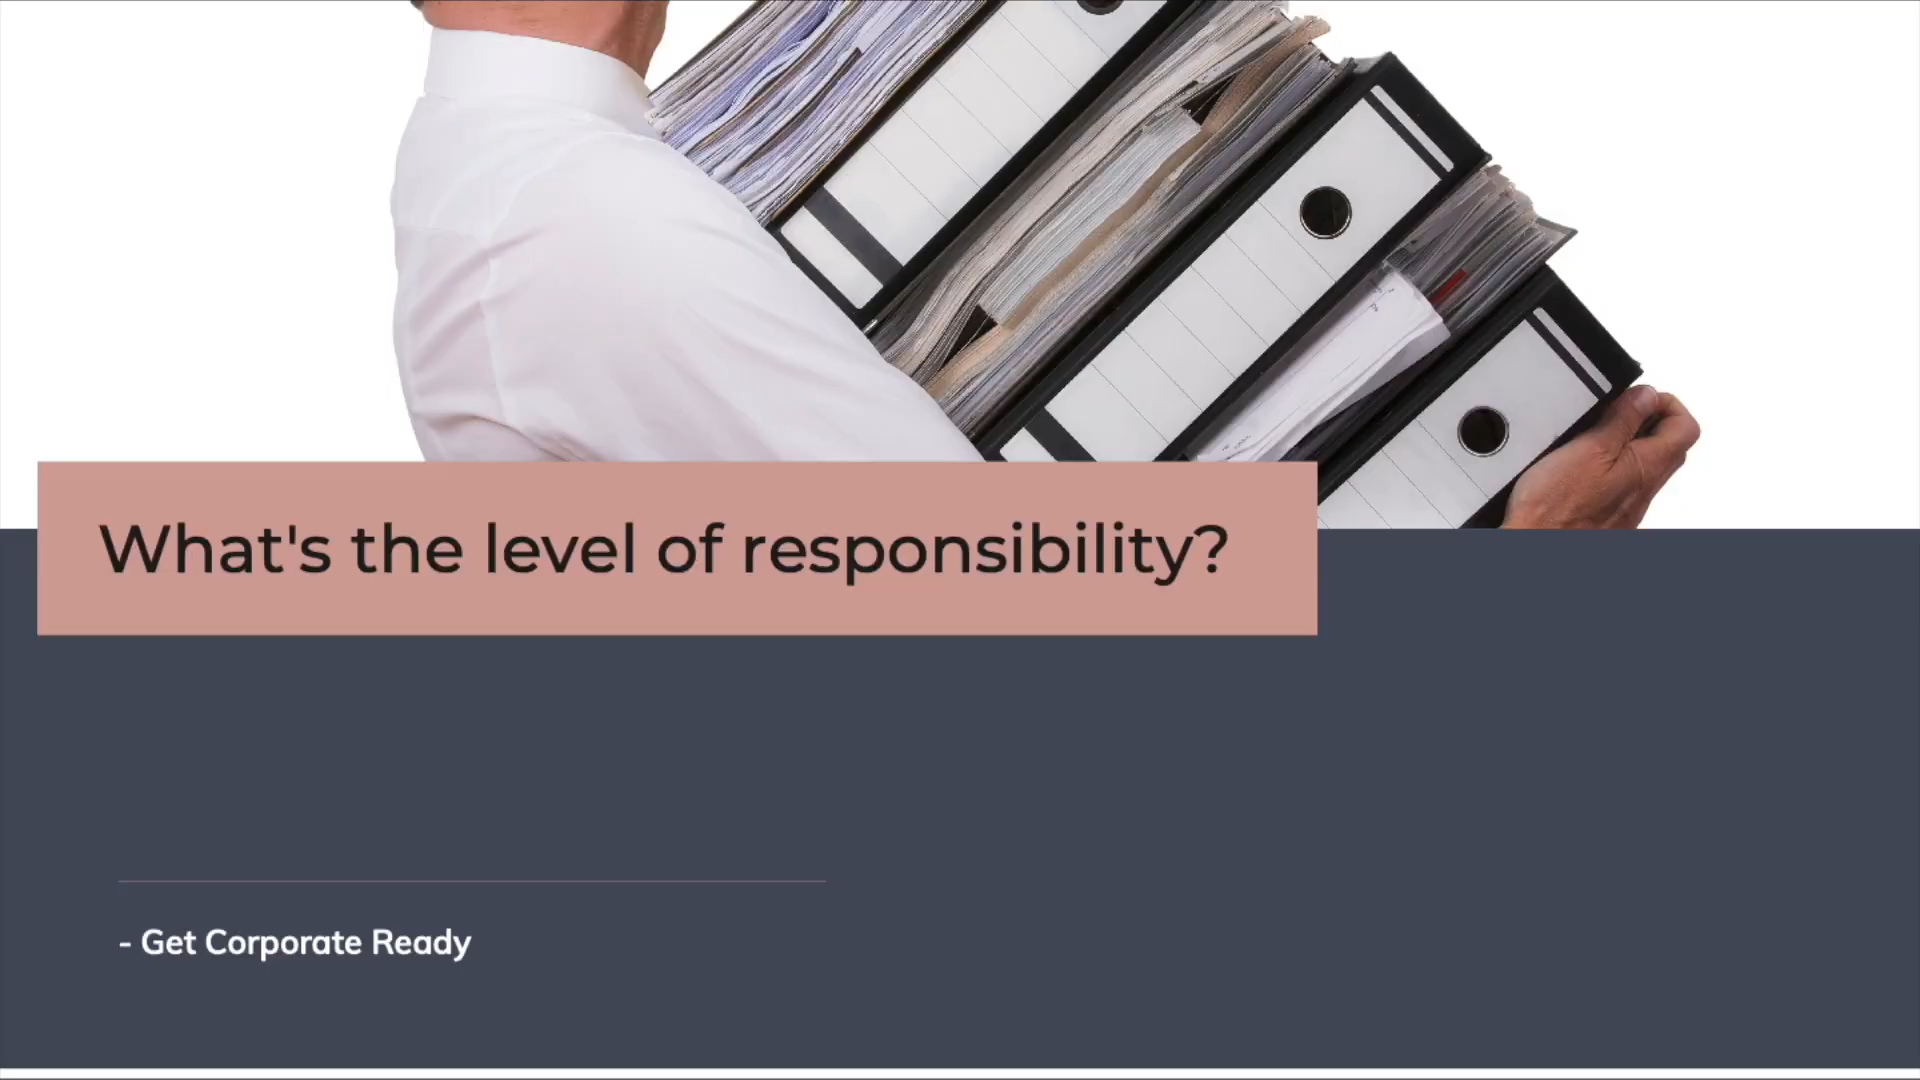 What's the level of responsibility?
- Get Corporate Ready